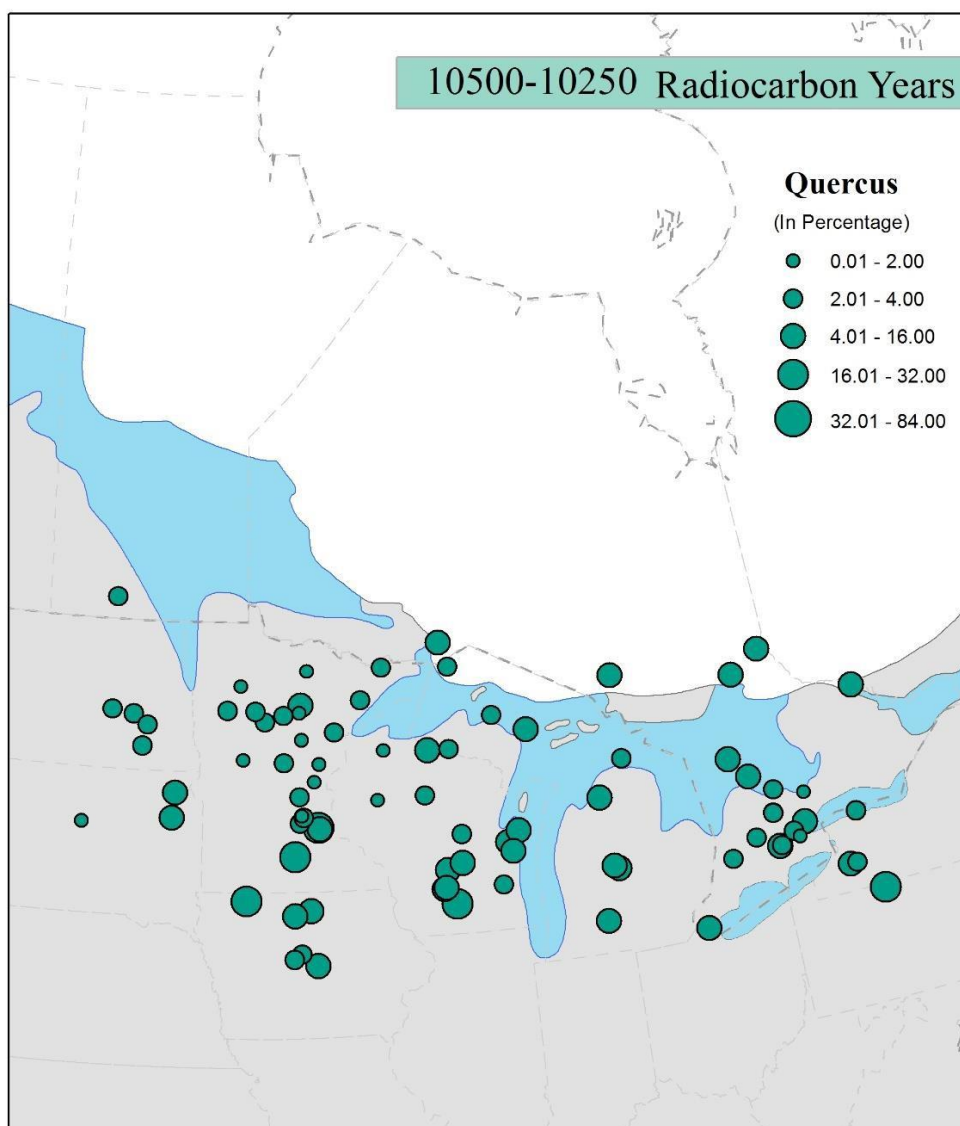 10500-10250 Radiocarbon Years
Quercus
(In Percentage)
0.01 - 2.00
2.01 - 4.00
4.01 - 16.00
16.01 - 32.00
32.01 - 84.00